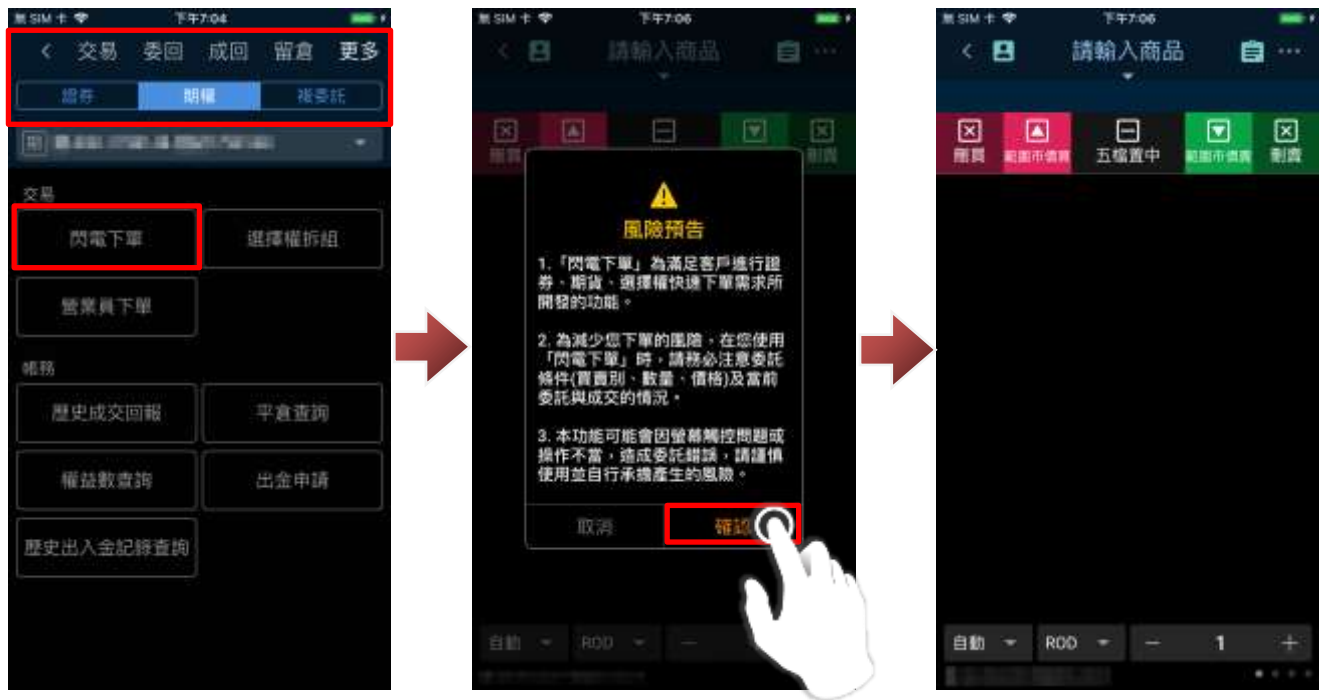 無 SIM 卡 下午7:04
交易 委回 成回 留倉 更多
證券 期權 複委託
期
交易
閃電下單 選擇權拆組
營業員下單
帳務
歷史成交回報 平倉查詢
權益數查詢 出金申請
歷史出入金記錄查詢
無 SIM 卡 下午7:06
請輸入商品
刪買 刪賣
風險預告
1.「閃電下單」為滿足客戶進行證
券、期貨、選擇權快速下單需求所
開發的功能。
2. 為減少您下單的風險，在您使用
「閃電下單」時，請務必注意委託
條件(買賣別、數量、價格)及當前
委託與成交的情況。
3. 本功能可能會因螢幕觸控問題或
操作不當，造成委託錯誤，請謹慎
使用並自行承擔產生的風險。
取消 確認
自動 ROD −
無 SIM 卡 下午7:06
請輸入商品
刪買 範圍市價買 五檔置中 範圍市價賣 刪賣
自動 ROD − 1 +